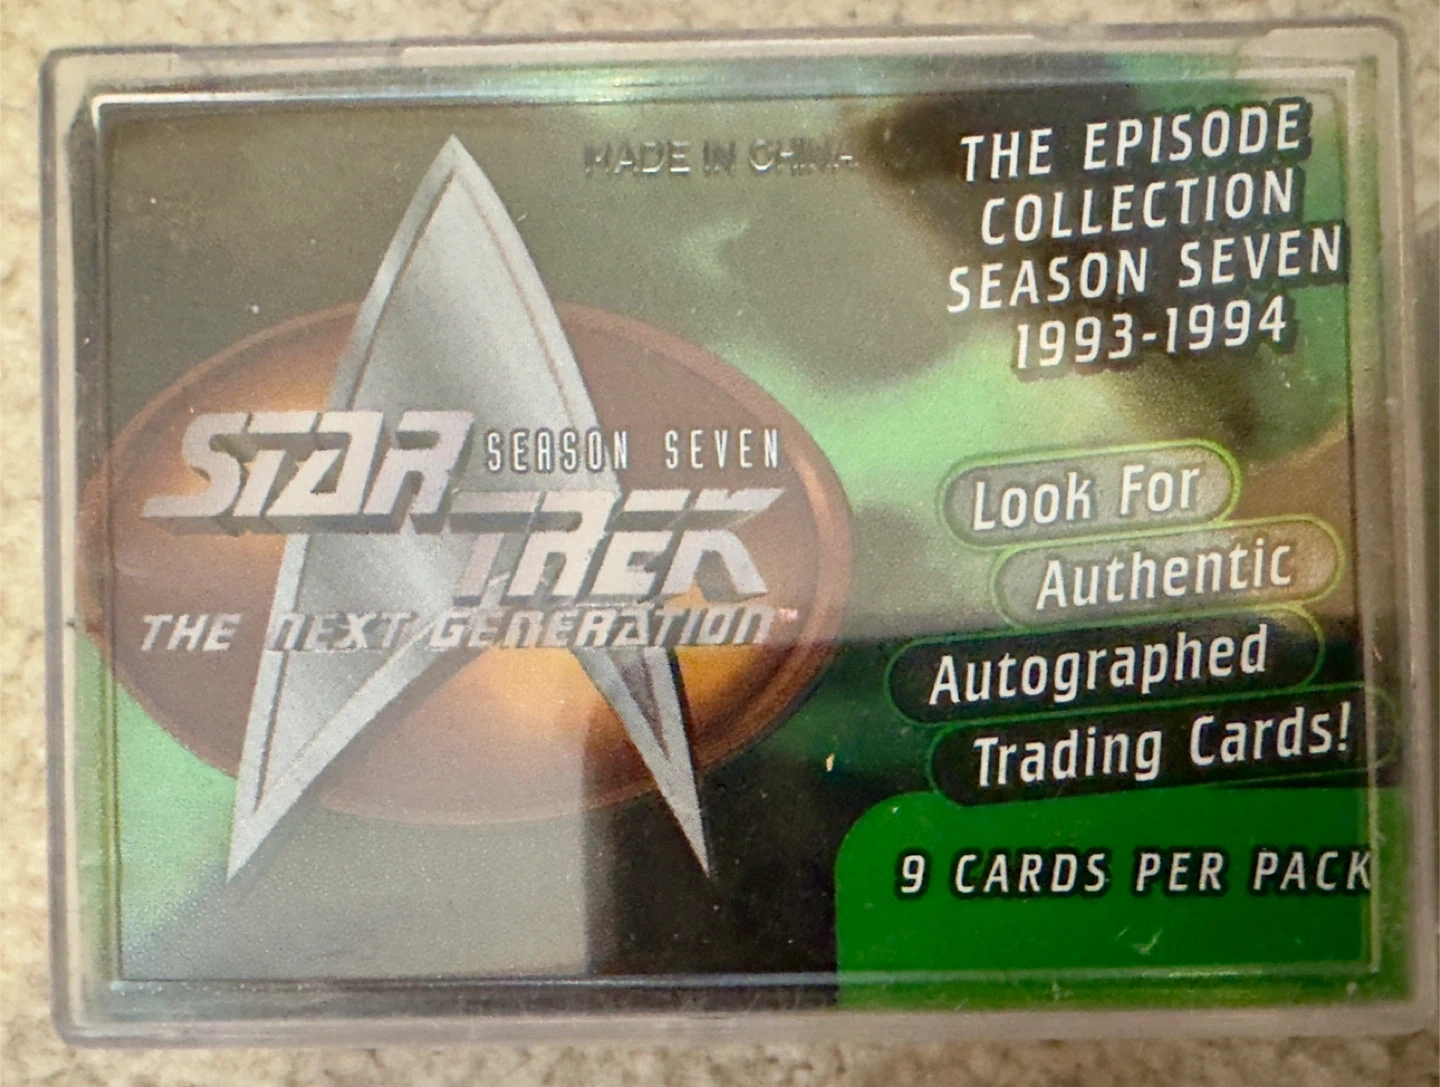 MADE IN CHINA
THE EPISODE
COLLECTION
SEASON SEVEN
1993-1994
STAR SEASON SEVEN
TREK
THE NEXT GENERATION™
Look For
Authentic
Autographed
Trading Cards!
9 CARDS PER PACK